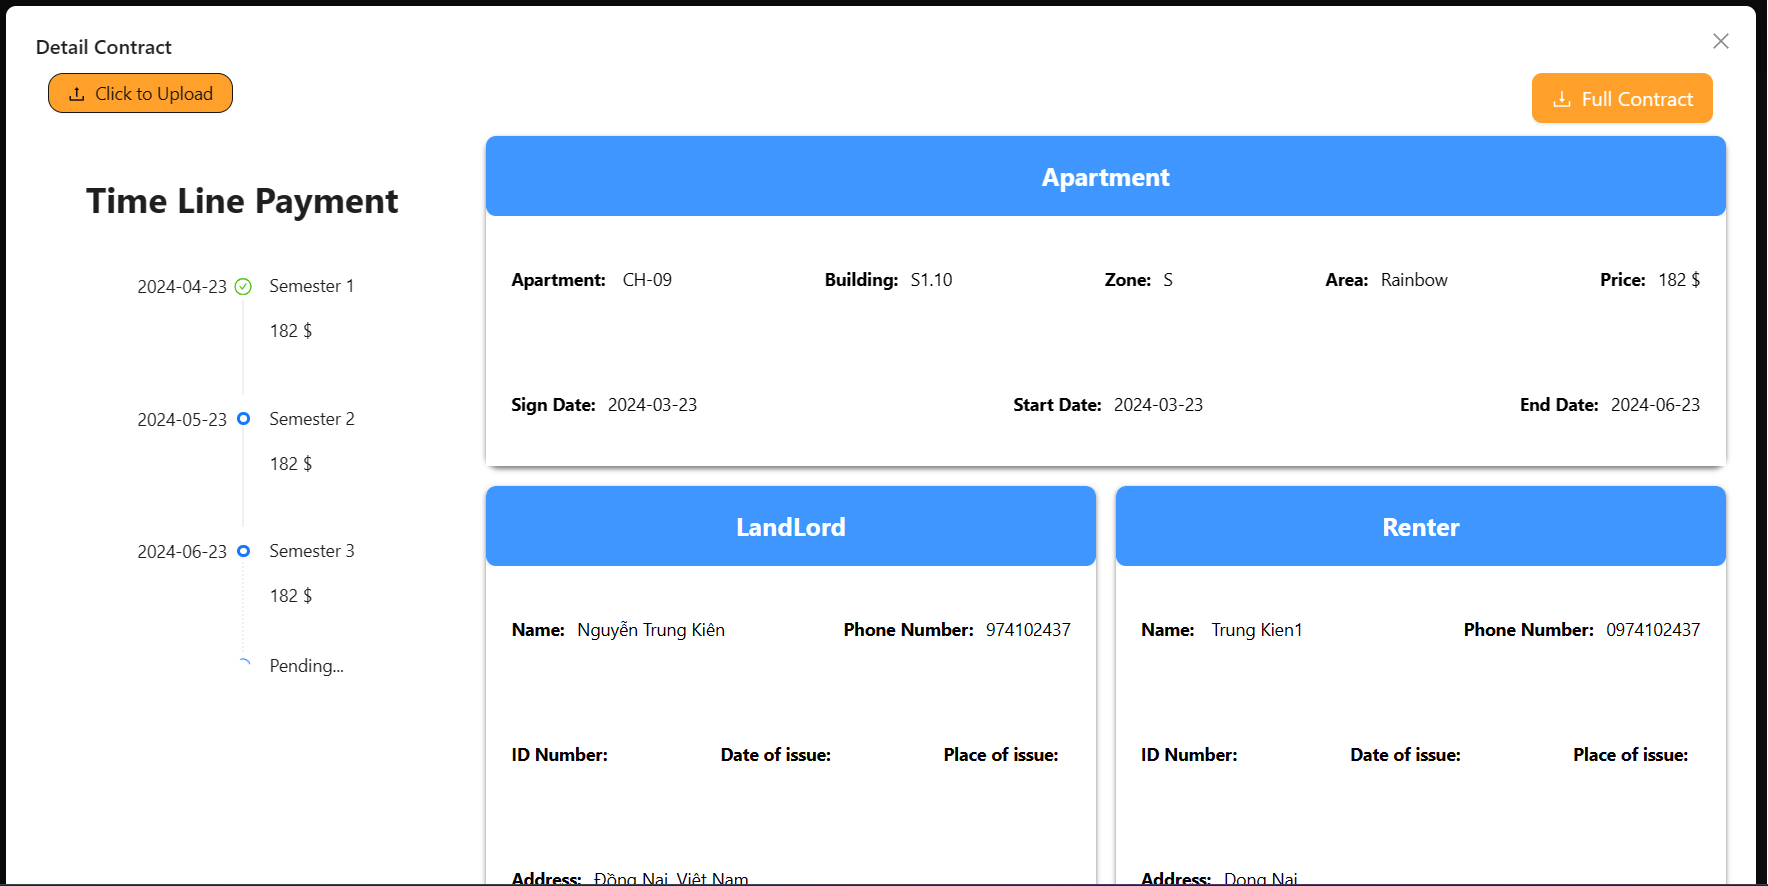 Detail Contract
Click to Upload
Full Contract
Time Line Payment
2024-04-23 Semester 1
182 $
2024-05-23 Semester 2
182 $
2024-06-23 Semester 3
182 $
Pending...
Apartment
Apartment: CH-09 Building: S1.10 Zone: S Area: Rainbow Price: 182 $
Sign Date: 2024-03-23 Start Date: 2024-03-23 End Date: 2024-06-23
LandLord
Name: Nguyễn Trung Kiên Phone Number: 974102437
ID Number: Date of issue: Place of issue:
Address: Đồng Nai, Việt Nam
Renter
Name: Trung Kien1 Phone Number: 0974102437
ID Number: Date of issue: Place of issue:
Address: Dong Nai